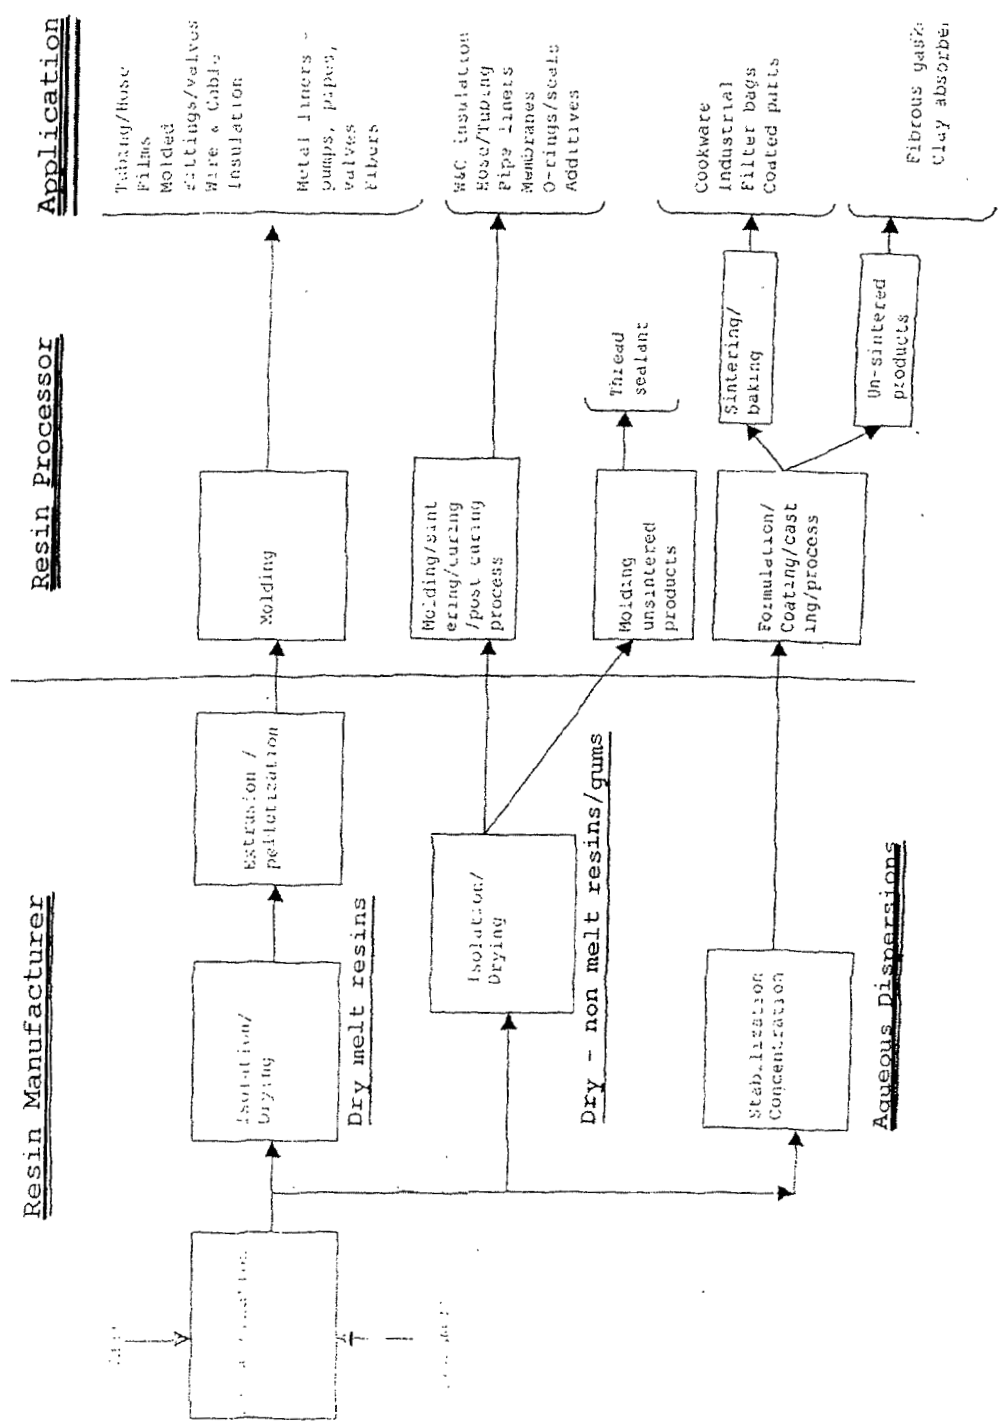 Resin Manufacturer
Resin Processor
Application
Isolation/
Drying
Dry melt resins
Extrusion /
pelletization
Molding
Tubing/Hose
Films
Molded
Fittings/valves
Wire & Cable
Insulation
Metal liners -
pumps, pipes,
valves
Fibers
Isolation/
Drying
Dry - non melt resins/gums
Molding/sint
ering/curing
/post curing
process
W&C insulation
Hose/Tubing
Pipe liners
Membranes
O-rings/seals
Additives
Molding
unsintered
products
Thread
sealant
Stabilization
Concentration
Aqueous Dispersions
Formulation/
Coating/cast
ing/process
Sintering/
baking
Cookware
Industrial
Filter bags
Coated parts
Un-sintered
products
Fibrous
Clay